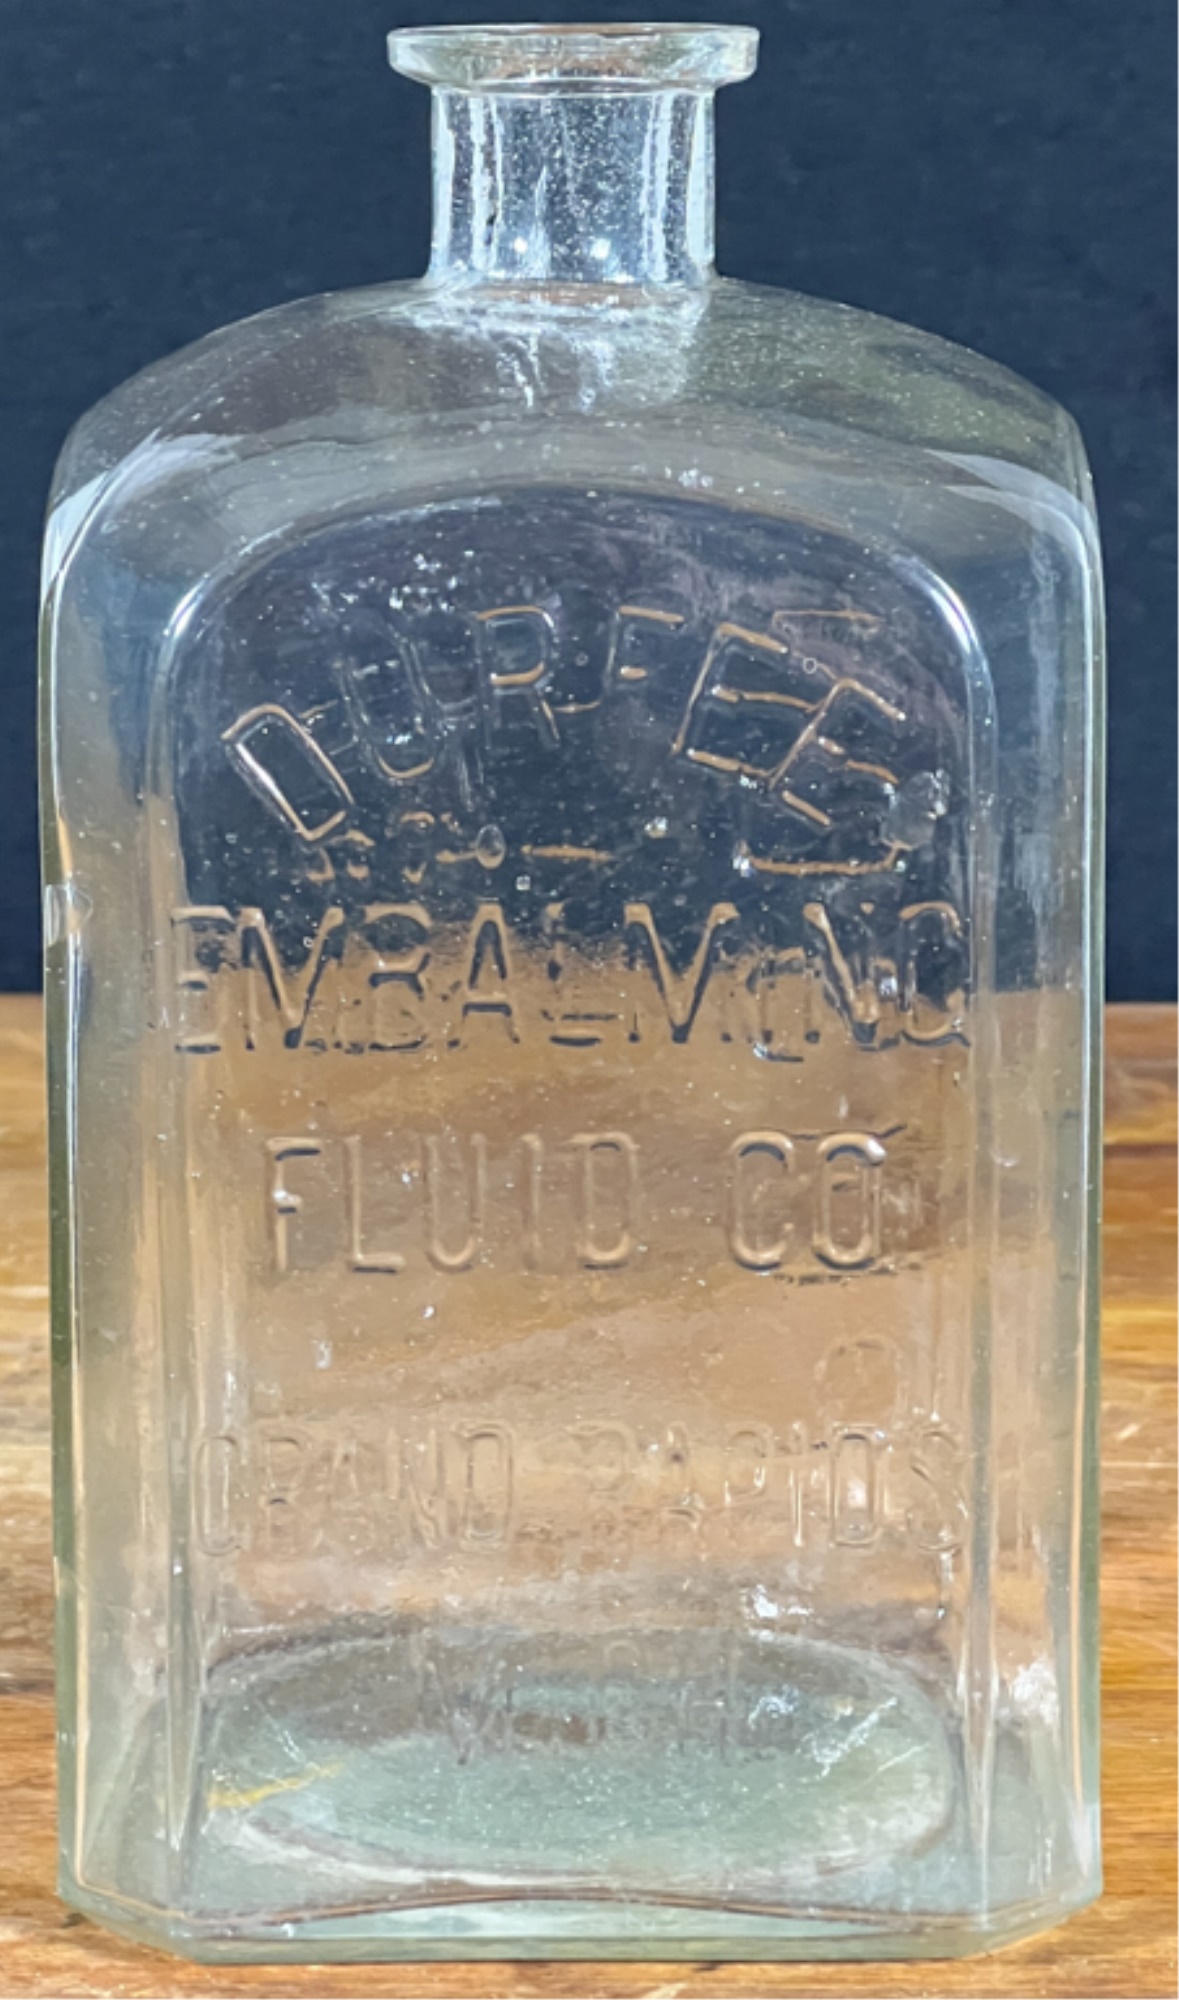 DURFEE
EMBALMING
FLUID CO
GRAND RAPIDS
MICH